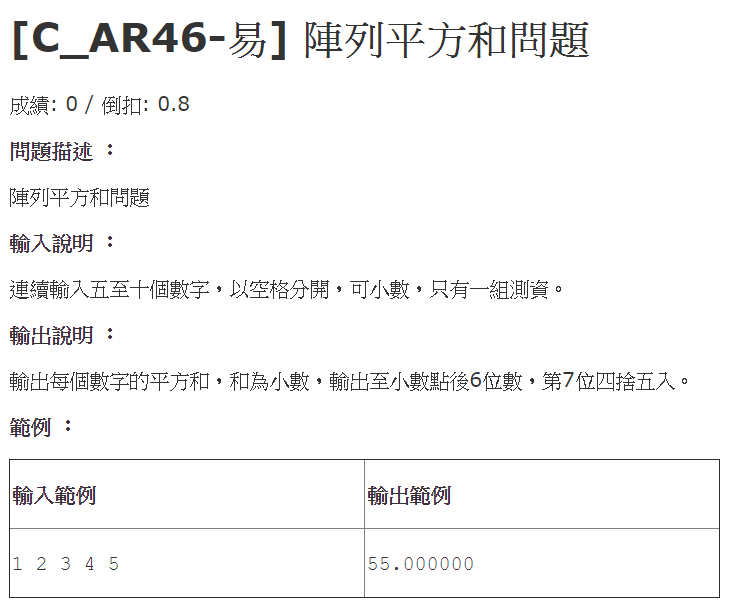 [C_AR46-易] 陣列平方和問題
成績: 0 / 倒扣: 0.8
問題描述 ：
陣列平方和問題
輸入說明 ：
連續輸入五至十個數字，以空格分開，可小數，只有一組測資。
輸出說明 ：
輸出每個數字的平方和，和為小數，輸出至小數點後6位數，第7位四捨五入。
範例 ：
輸入範例 輸出範例
1 2 3 4 5 55.000000